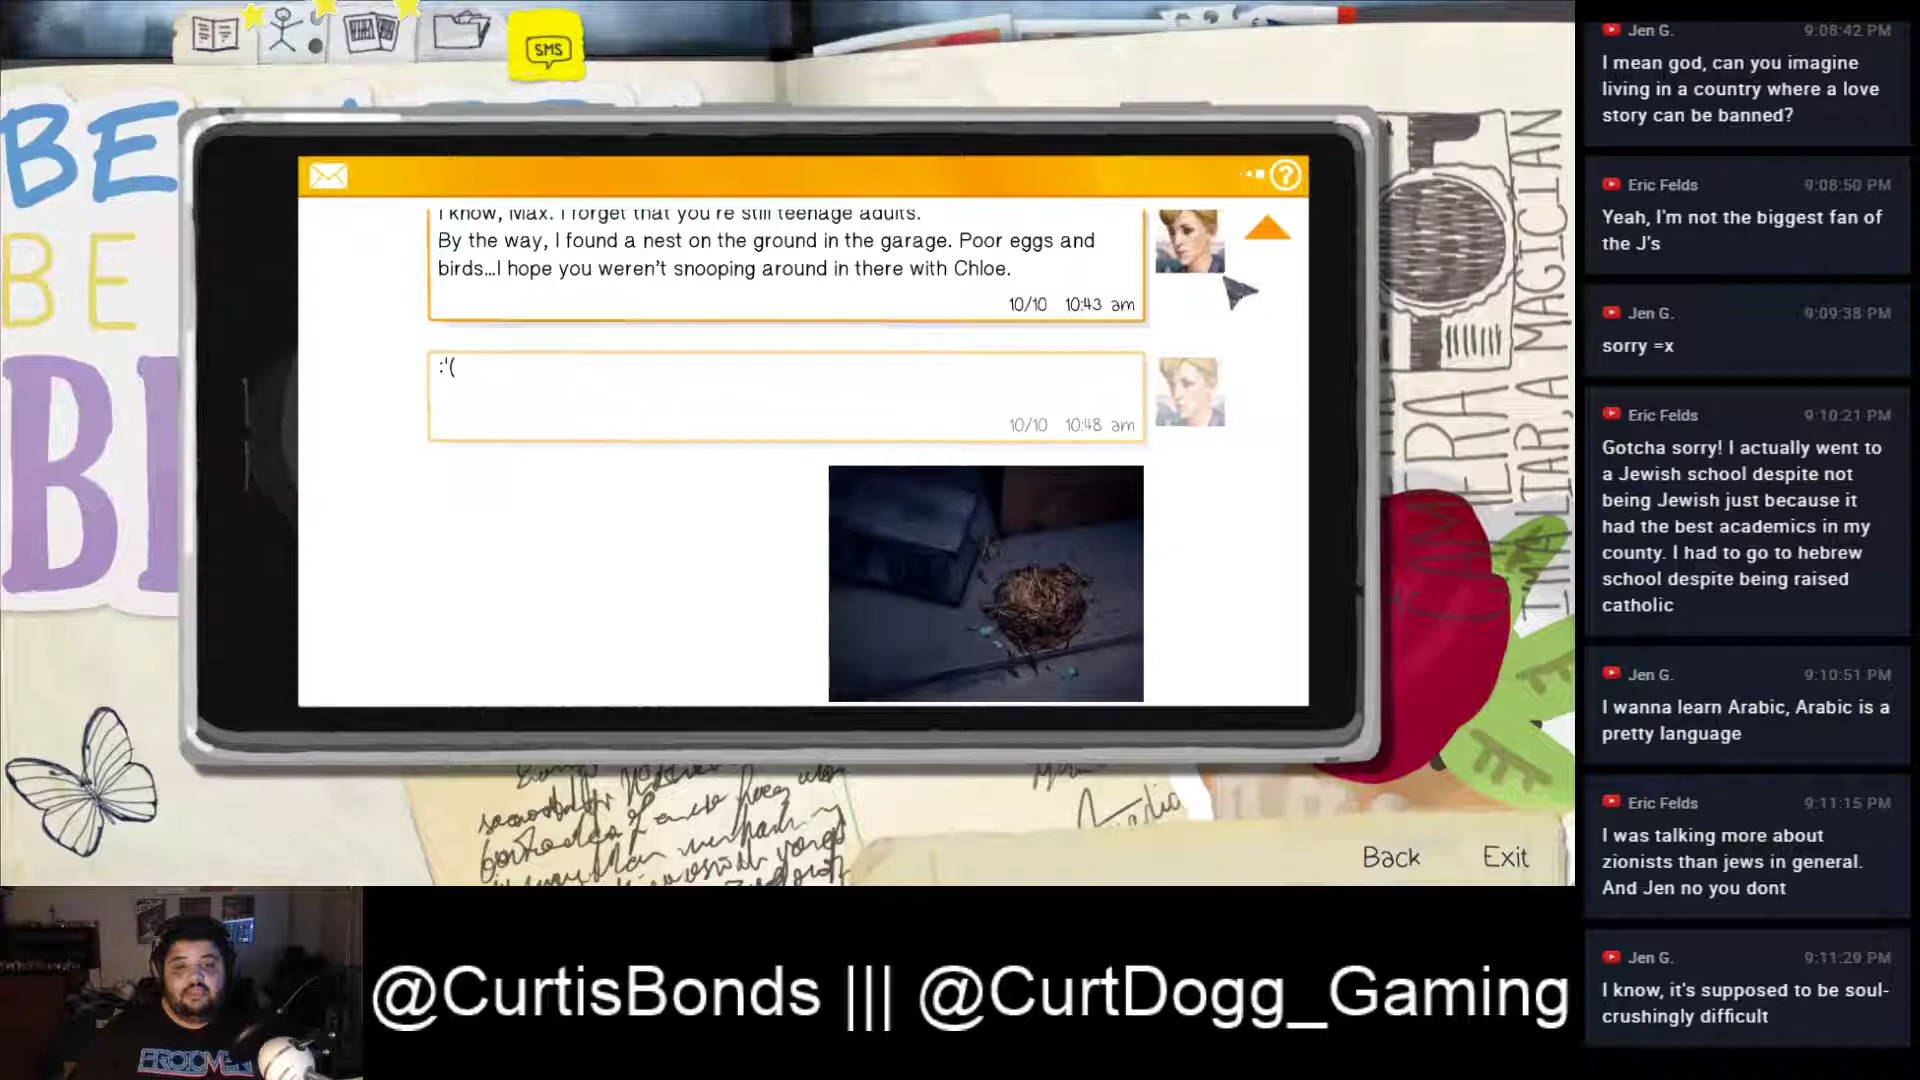 SMS
BE
BE
I know, Max. I forget that you're still teenage adults.
By the way, I found a nest on the ground in the garage. Poor eggs and
birds...I hope you weren't snooping around in there with Chloe.
10/10 10:43 am
:'(
10/10 10:48 am
?
I'M A LIAR, A MAGICIAN
Back
Exit
@CurtisBonds ||| @CurtDogg_Gaming
PROTOMEN
Jen G. 9:08:42 PM
I mean god, can you imagine
living in a country where a love
story can be banned?
Eric Felds 9:08:50 PM
Yeah, I'm not the biggest fan of
the J's
Jen G. 9:09:38 PM
sorry =x
Eric Felds 9:10:21 PM
Gotcha sorry! I actually went to
a Jewish school despite not
being Jewish just because it
had the best academics in my
county. I had to go to hebrew
school despite being raised
catholic
Jen G. 9:10:51 PM
I wanna learn Arabic, Arabic is a
pretty language
Eric Felds 9:11:15 PM
I was talking more about
zionists than jews in general.
And Jen no you dont
Jen G. 9:11:29 PM
I know, it's supposed to be soul-
crushingly difficult